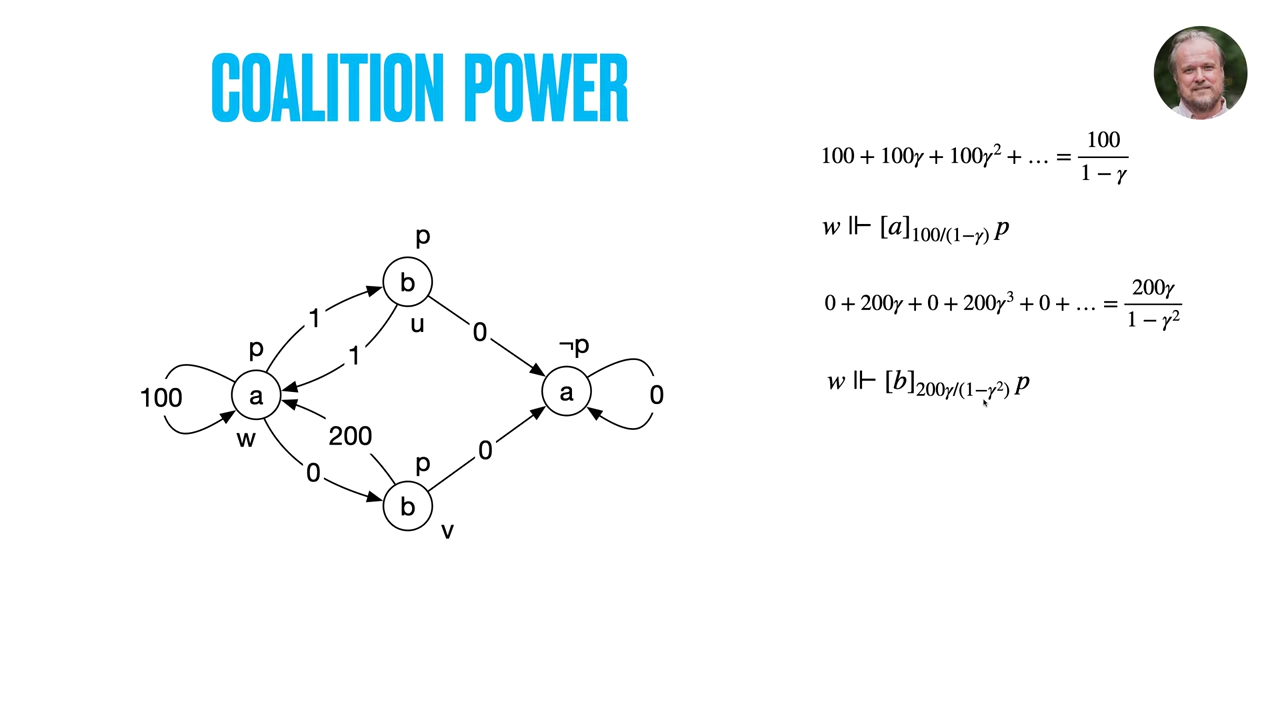 COALITION POWER
100 + 100γ + 100γ² + … = 100 / (1 − γ)
w ⊩ [a]_{100/(1−γ)} p
0 + 200γ + 0 + 200γ³ + 0 + … = 200γ / (1 − γ²)
w ⊩ [b]_{200γ/(1−γ²)} p
p
b
u
1
0
1
¬p
p
100
a
a
0
w
200
0
0
p
b
v